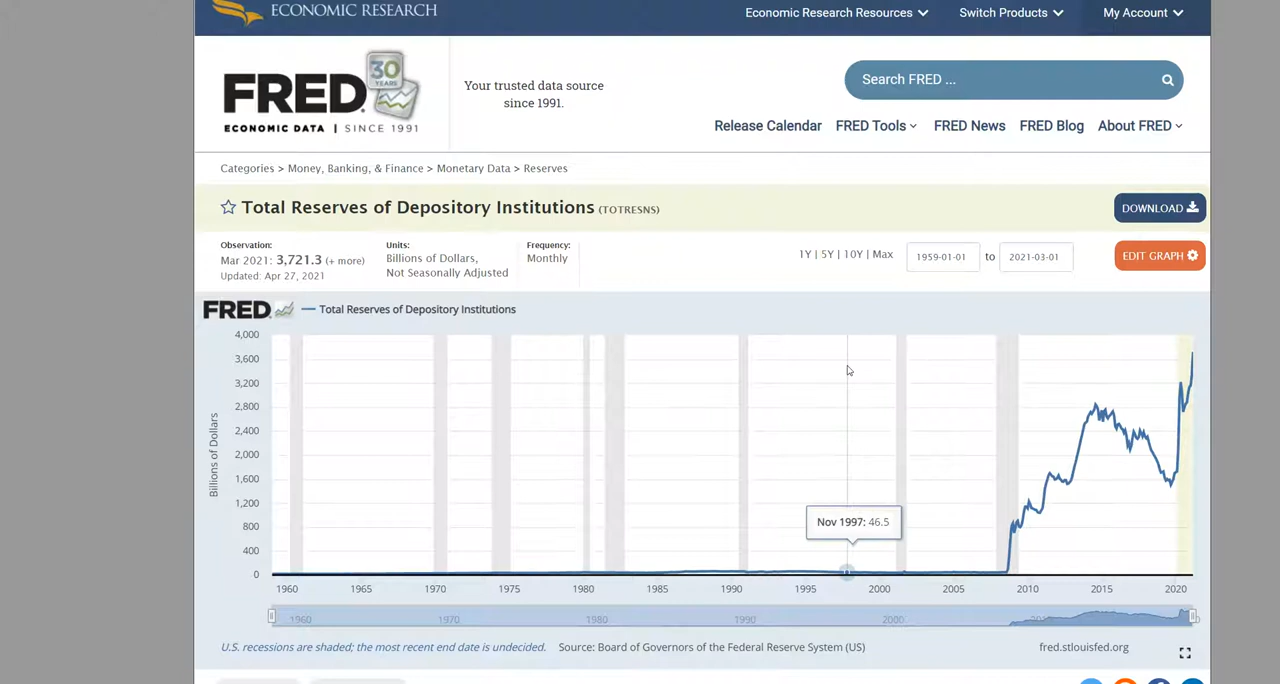 ECONOMIC RESEARCH
Economic Research Resources
Switch Products
My Account
FRED
30
YEARS
ECONOMIC DATA | SINCE 1991
Your trusted data source
since 1991.
Search FRED ...
Release Calendar
FRED Tools
FRED News
FRED Blog
About FRED
Categories > Money, Banking, & Finance > Monetary Data > Reserves
Total Reserves of Depository Institutions (TOTRESNS)
DOWNLOAD
Observation:
Mar 2021: 3,721.3 (+ more)
Updated: Apr 27, 2021
Units:
Billions of Dollars,
Not Seasonally Adjusted
Frequency:
Monthly
1Y | 5Y | 10Y | Max
1959-01-01 to 2021-03-01
EDIT GRAPH
FRED
Total Reserves of Depository Institutions
4,000
3,600
3,200
2,800
2,400
2,000
1,600
1,200
800
400
0
Billions of Dollars
Nov 1997: 46.5
1960 1965 1970 1975 1980 1985 1990 1995 2000 2005 2010 2015 2020
1960 1970 1980 1990 2000
U.S. recessions are shaded; the most recent end date is undecided.
Source: Board of Governors of the Federal Reserve System (US)
fred.stlouisfed.org